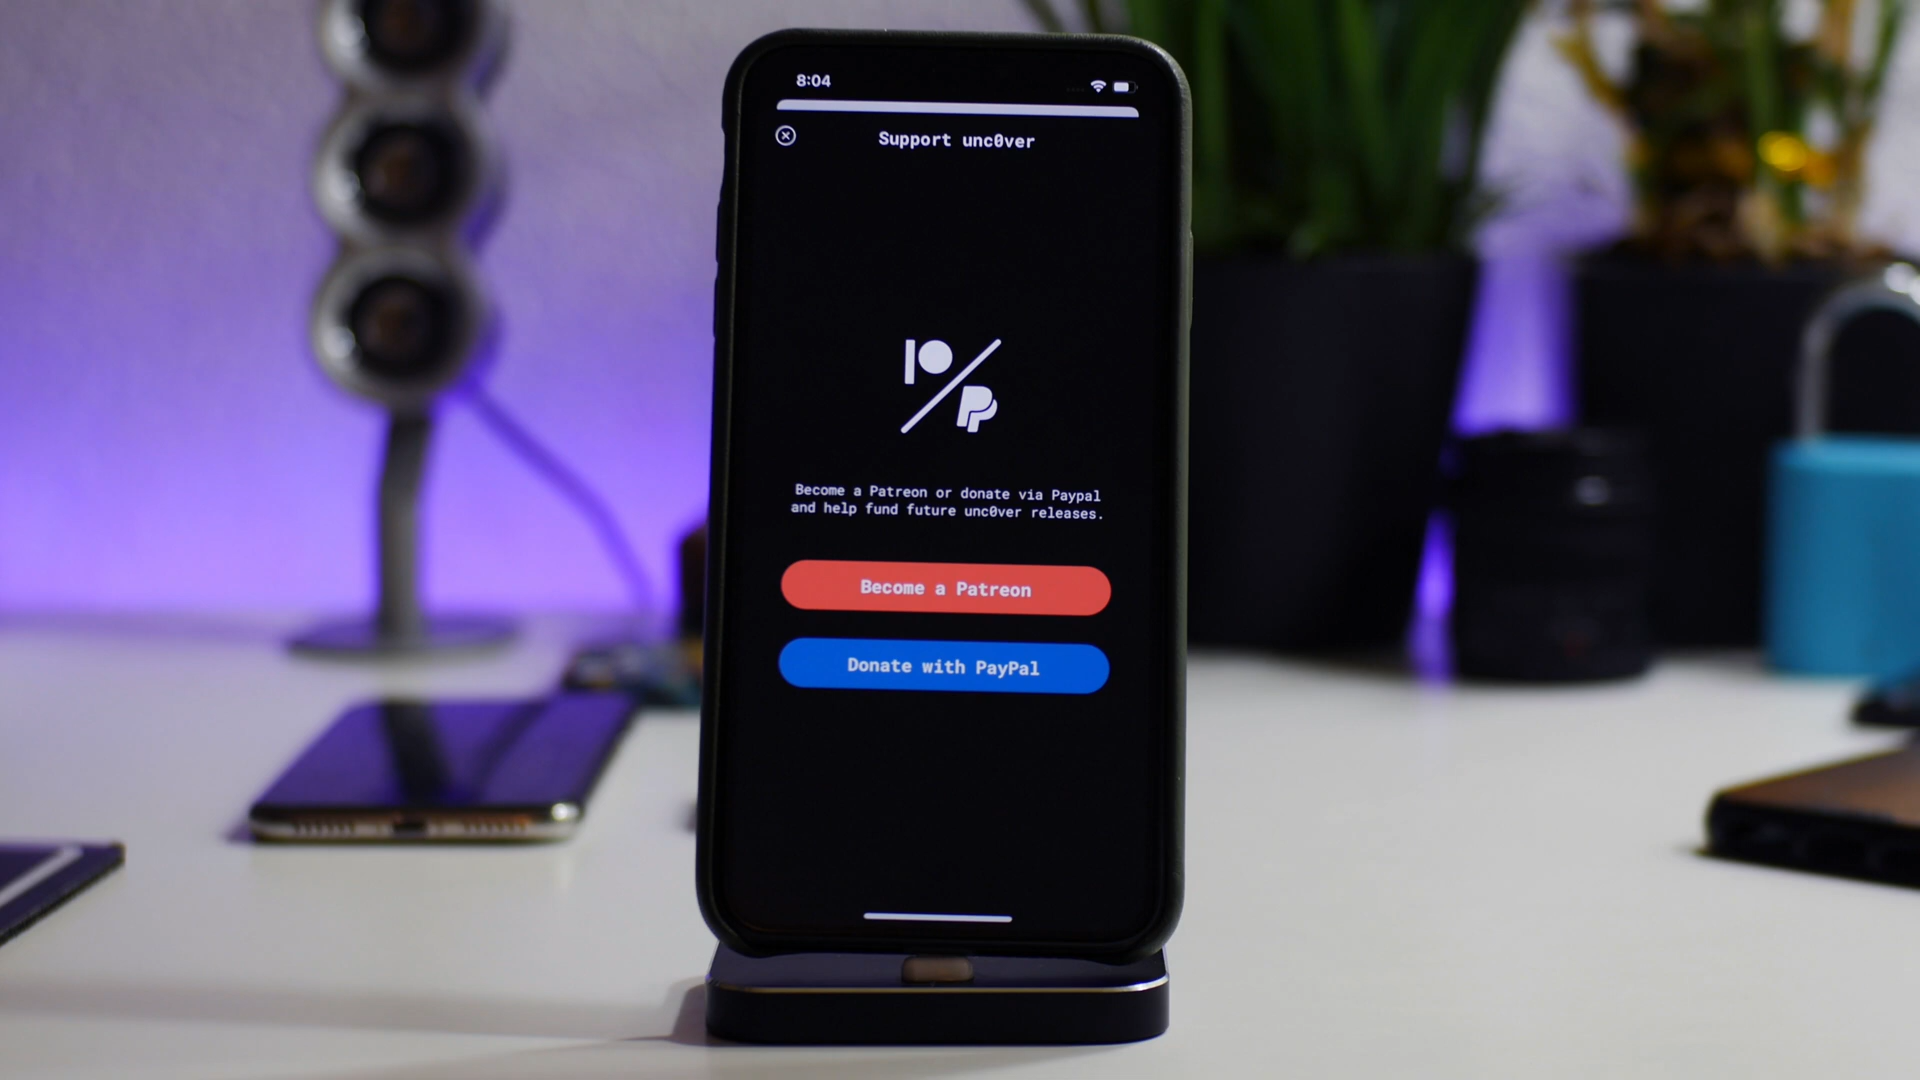 8:04
Support unc0ver
Become a Patreon or donate via Paypal
and help fund future unc0ver releases.
Become a Patreon
Donate with PayPal